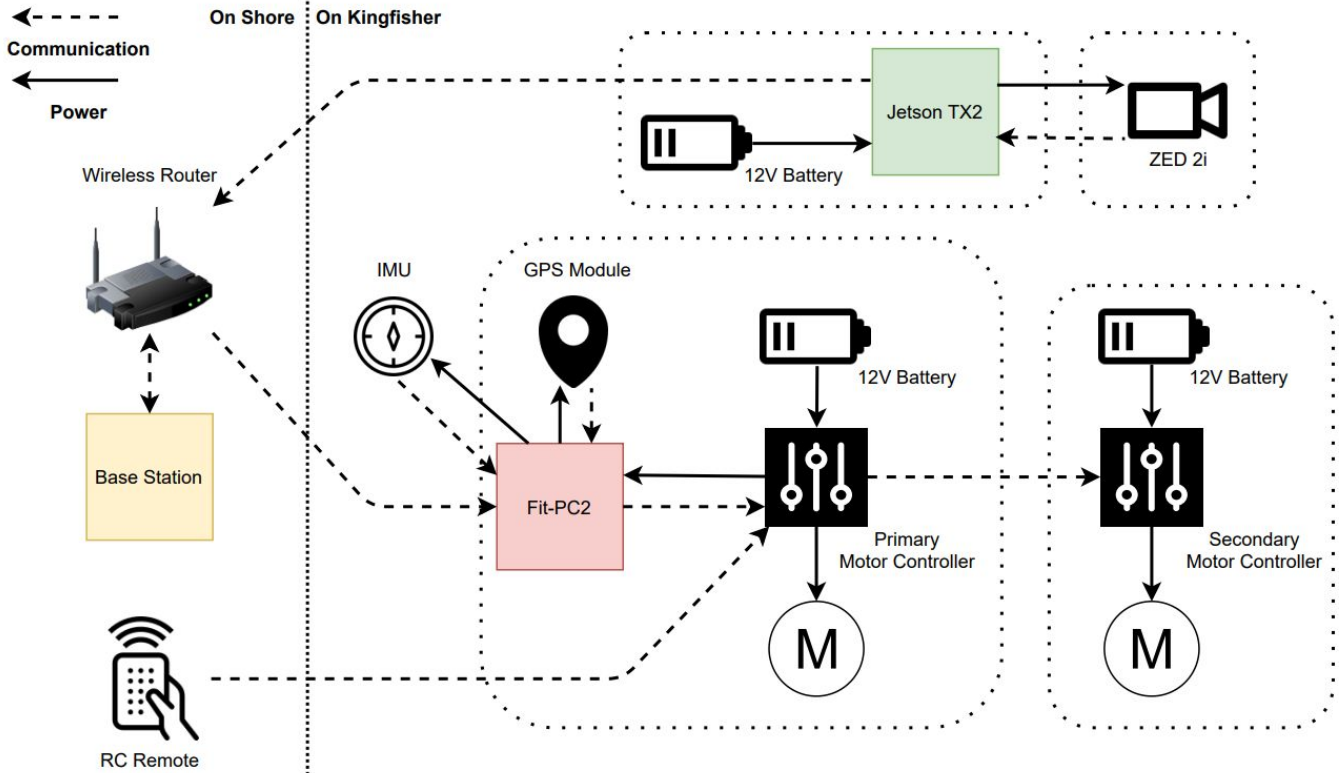 On Shore
On Kingfisher
Communication
Power
Wireless Router
Jetson TX2
12V Battery
ZED 2i
IMU
GPS Module
12V Battery
12V Battery
Base Station
Fit-PC2
Primary
Motor Controller
Secondary
Motor Controller
M
M
RC Remote